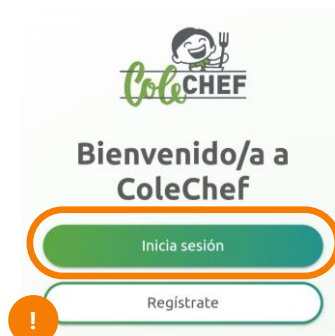 ColeCHEF
Bienvenido/a a
ColeChef
Inicia sesión
Regístrate
!